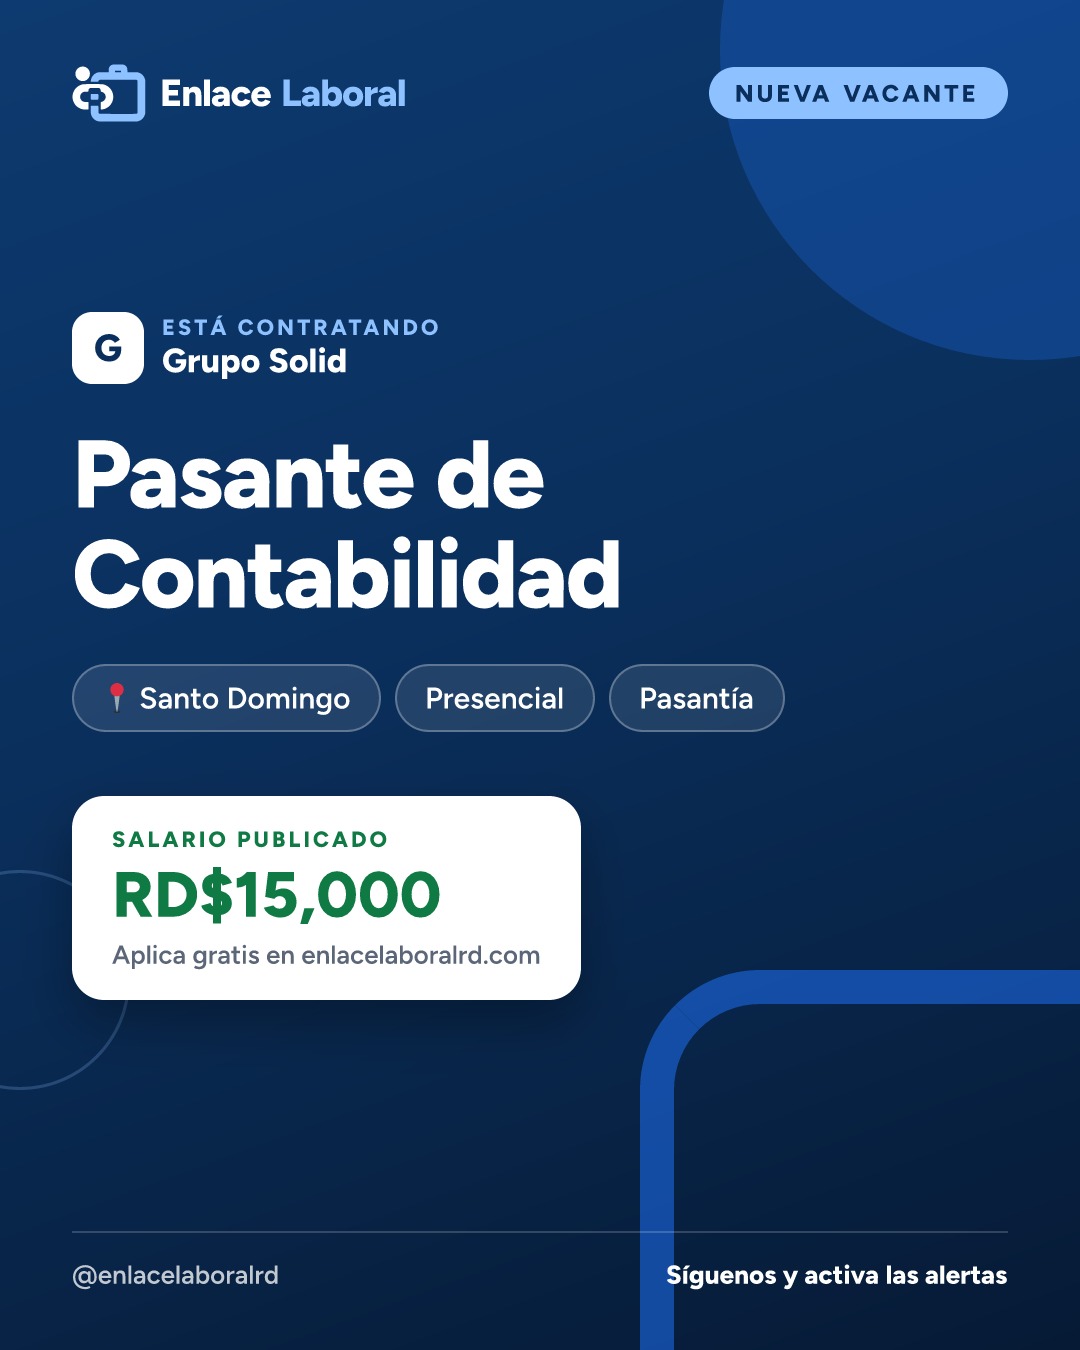 Enlace Laboral
NUEVA VACANTE
G
ESTÁ CONTRATANDO
Grupo Solid
Pasante de
Contabilidad
📍 Santo Domingo
Presencial
Pasantía
SALARIO PUBLICADO
RD$15,000
Aplica gratis en enlacelaboralrd.com
@enlacelaboralrd
Síguenos y activa las alertas